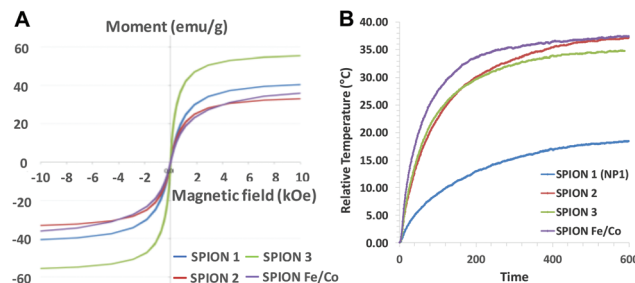 A
Moment (emu/g)
60
40
20
0
-10 -8 -6 -4 -2 0 2 4 6 8 10
Magnetic field (kOe)
-20
-40
-60
SPION 1 SPION 3
SPION 2 SPION Fe/Co
B
Relative Temperature (°C)
40.00
35.00
30.00
25.00
20.00
15.00
10.00
5.00
0.00
0 200 400 600
Time
SPION 1 (NP1)
SPION 2
SPION 3
SPION Fe/Co